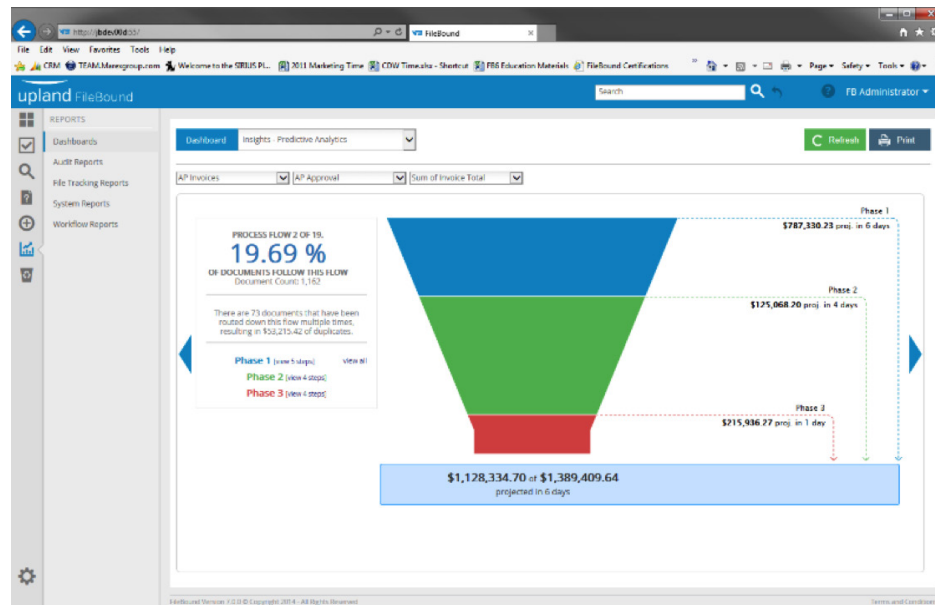 http://jbdev00d:55/
FileBound
File Edit View Favorites Tools Help
CRM TEAM.Marexgroup.com Welcome to the SIRIUS PL... 2011 Marketing Time CDW Time.xlsx - Shortcut FB6 Education Materials FileBound Certifications
Page Safety Tools
upland FileBound
Search
FB Administrator
REPORTS
Dashboards
Audit Reports
File Tracking Reports
System Reports
Workflow Reports
Dashboard Insights - Predictive Analytics
Refresh Print
AP Invoices AP Approval Sum of Invoice Total
PROCESS FLOW 2 OF 19.
19.69 %
OF DOCUMENTS FOLLOW THIS FLOW
Document Count: 1,162
There are 73 documents that have been
routed down this flow multiple times,
resulting in $53,215.42 of duplicates.
Phase 1 [view 5 steps] view all
Phase 2 [view 4 steps]
Phase 3 [view 4 steps]
Phase 1
$787,330.23 proj. in 6 days
Phase 2
$125,068.20 proj. in 4 days
Phase 3
$215,936.27 proj. in 1 day
$1,128,334.70 of $1,389,409.64
projected in 6 days
FileBound Version 7.0.0 © Copyright 2014 - All Rights Reserved
Terms and Conditions